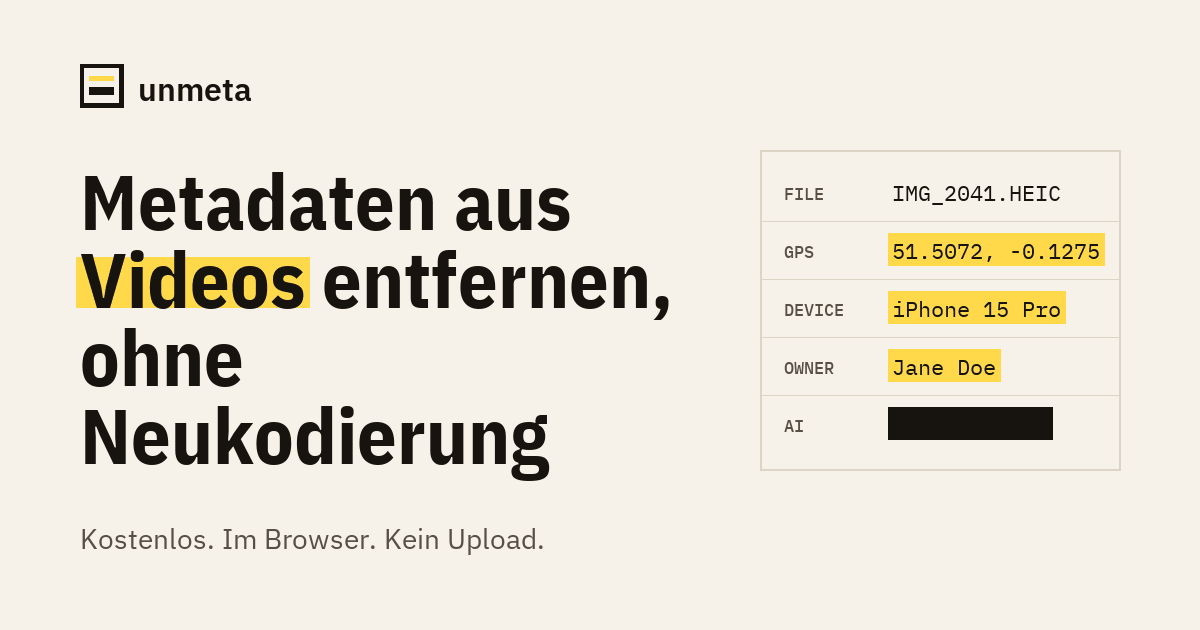 unmeta
Metadaten aus
Videos entfernen,
ohne
Neukodierung
Kostenlos. Im Browser. Kein Upload.
FILE IMG_2041.HEIC
GPS 51.5072, -0.1275
DEVICE iPhone 15 Pro
OWNER Jane Doe
AI